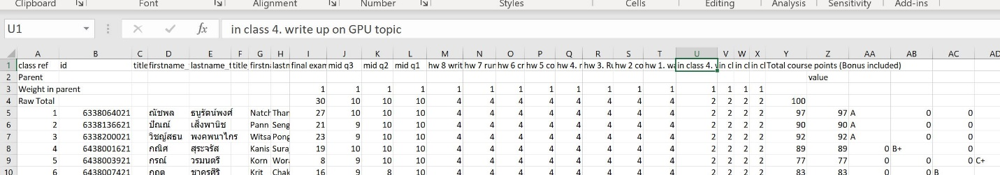 Clipboard Font Alignment Number Styles Cells Editing Analysis Sensitivity Add-ins
U1 fx in class 4. write up on GPU topic
A B C D E F G H I J K L M N O P Q R S T U V W X Y Z AA AB AC AD
1 class ref id title firstname_ lastname_t title_ firstna lastn final exam mid q3 mid q2 mid q1 hw 8 writ hw 7 run hw 6 cr hw 5 co hw 4. r hw 3. Ru hw 2 co hw 1. wa in class 4. w in cl in cl in cl Total course points (Bonus included)
2 Parent value
3 Weight in parent 1 1 1 1 1 1 1 1 1 1 1 1 1 1 1 1
4 Raw Total 30 10 10 10 4 4 4 4 4 4 4 4 2 2 2 2 100
5 1 6338064021 ณัชพล ธนูรัตน์พงศ์ Natch Than 27 10 10 10 4 4 4 4 4 4 4 4 2 2 2 2 97 97 A 0 0
6 2 6338136621 ปัณณ์ เส็งพานิช Pann Seng 21 9 10 10 4 4 4 4 4 4 4 4 2 2 2 2 90 90 A 0 0
7 3 6338200021 วิชญ์สธน พงคพนาไกร Witsa Pong 23 9 10 10 4 4 4 4 4 4 4 4 2 2 2 2 92 92 A 0 0
8 4 6438001621 กณิศ สุระจรัส Kanis Sura 19 10 10 10 4 4 4 4 4 4 4 4 2 2 2 2 89 89 0 B+ 0
9 5 6438003921 กรณ์ วรมนตรี Korn Wor 8 9 10 10 4 4 4 4 4 4 4 4 2 2 2 2 77 77 0 0 C+
10 6 6438007421 กฤต ชาครศิริ Krit Chak 16 9 8 10 4 4 4 4 4 4 4 4 2 2 2 2 83 83 0 B 0